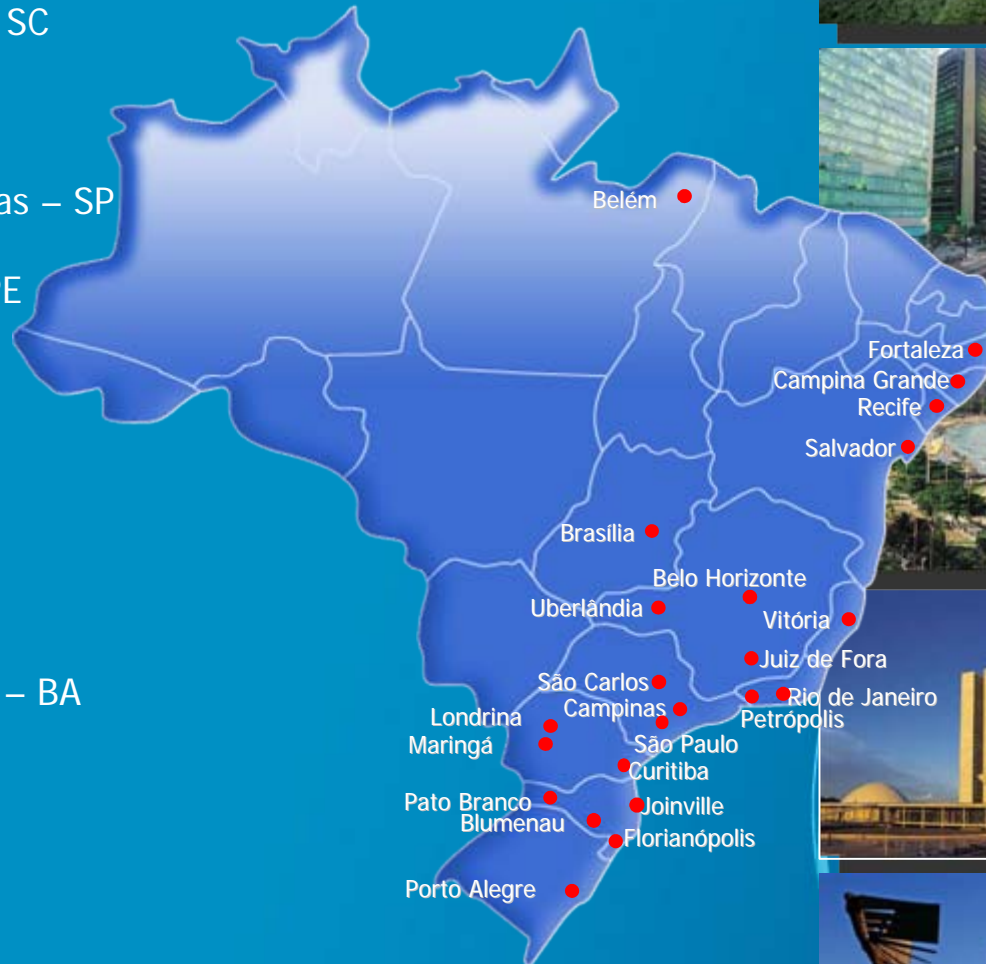 SC
as – SP
PE
– BA
Belém
Fortaleza
Campina Grande
Recife
Salvador
Brasília
Belo Horizonte
Uberlândia
Vitória
Juiz de Fora
São Carlos
Rio de Janeiro
Campinas
Petrópolis
Londrina
São Paulo
Maringá
Curitiba
Pato Branco
Joinville
Blumenau
Florianópolis
Porto Alegre